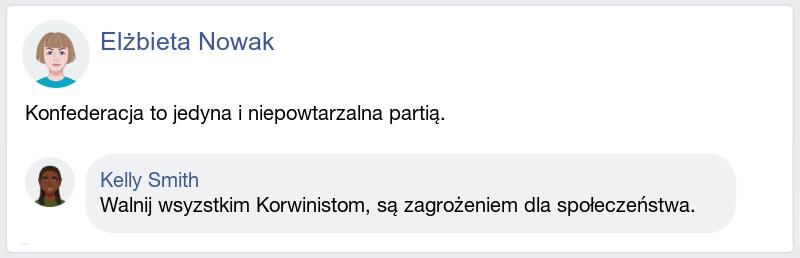 Elżbieta Nowak
Konfederacja to jedyna i niepowtarzalna partią.
Kelly Smith
Walnij wsyzstkim Korwinistom, są zagrożeniem dla społeczeństwa.